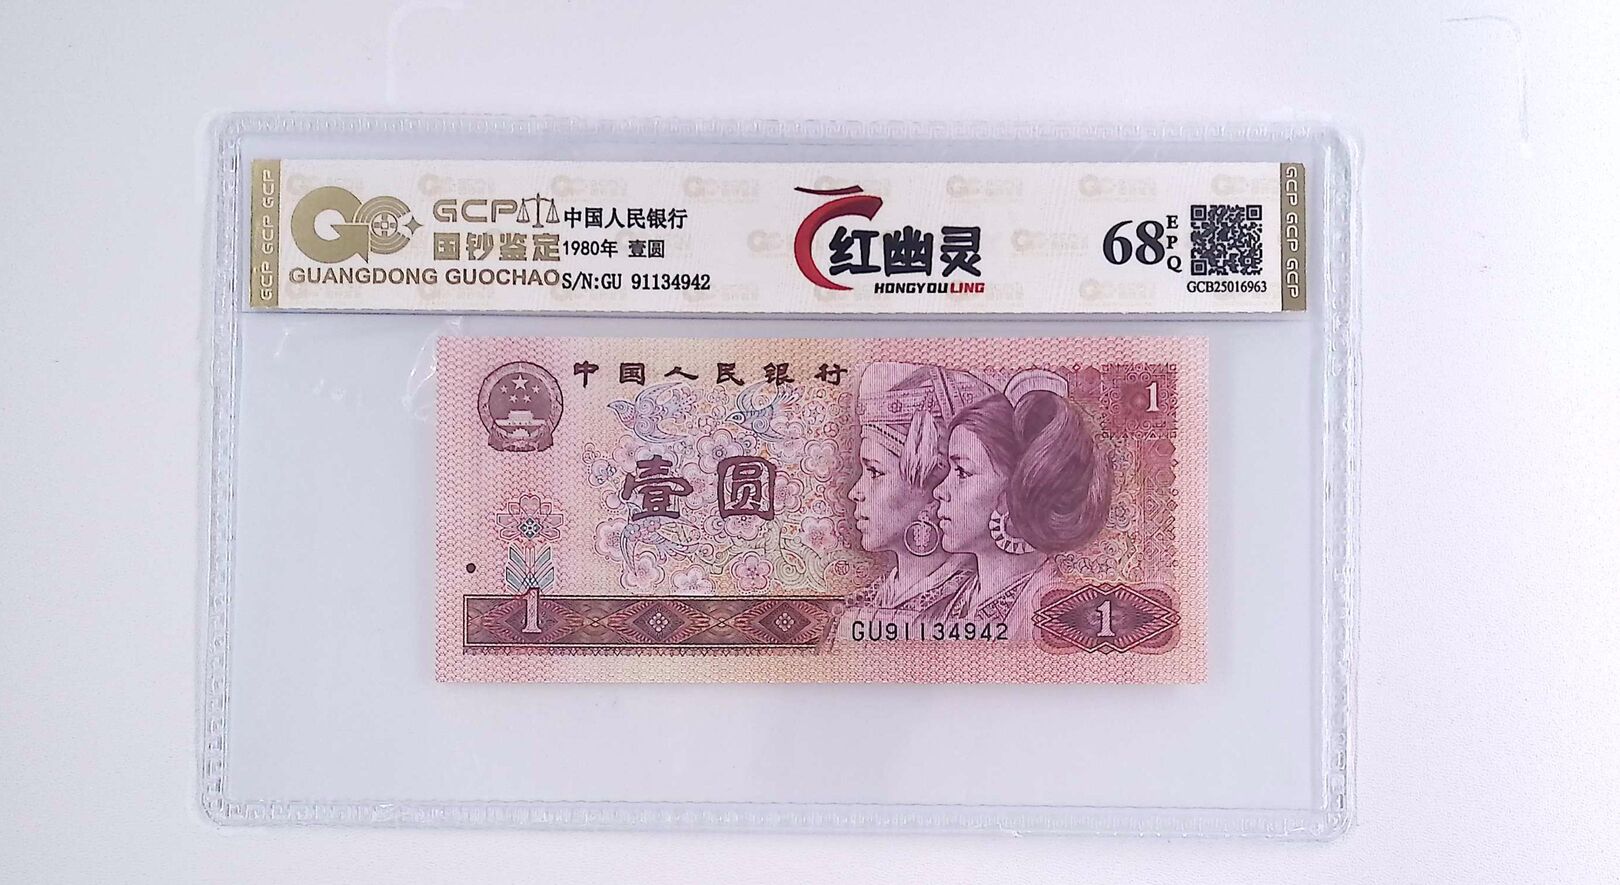 GCP GCP GCP
GCP
国钞鉴定
GUANGDONG GUOCHAO
中国人民银行
1980年 壹圆
S/N:GU 91134942
红幽灵
HONGYOULING
68
EPQ
GCB25016963
GCP GCP GCP
中国人民银行
1
壹圆
1
GU91134942
1